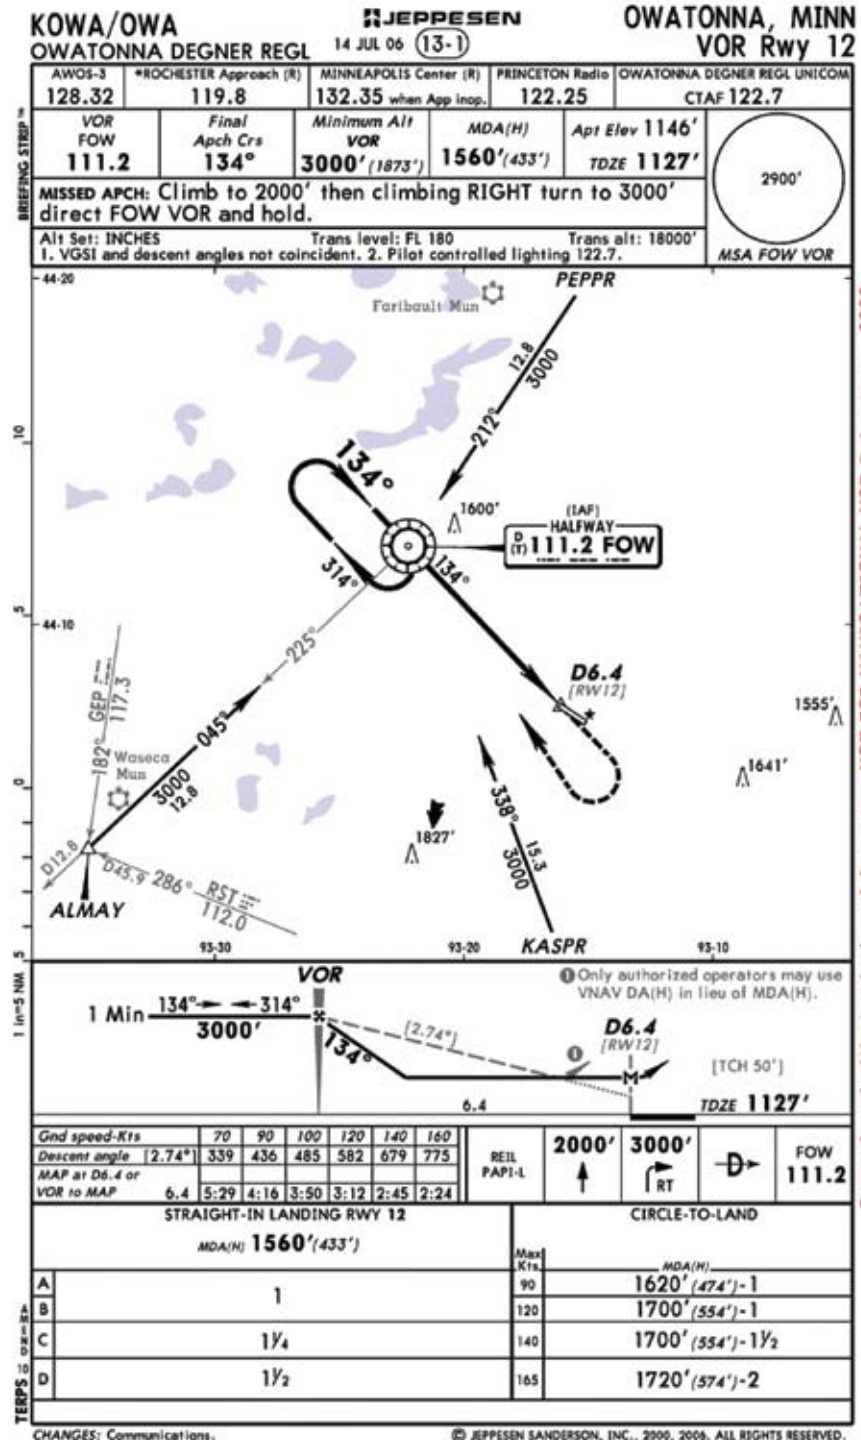 KOWA/OWA
OWATONNA DEGNER REGL
JEPPESEN
14 JUL 06 13-1
OWATONNA, MINN
VOR Rwy 12
AWOS-3
128.32
*ROCHESTER Approach (R)
119.8
MINNEAPOLIS Center (R)
132.35 when App inop.
PRINCETON Radio
122.25
OWATONNA DEGNER REGL UNICOM
CTAF 122.7
BRIEFING STRIP
VOR
FOW
111.2
Final
Apch Crs
134°
Minimum Alt
VOR
3000'(1873')
MDA(H)
1560'(433')
Apt Elev 1146'
TDZE 1127'
2900'
MSA FOW VOR
MISSED APCH: Climb to 2000' then climbing RIGHT turn to 3000'
direct FOW VOR and hold.
Alt Set: INCHES Trans level: FL 180 Trans alt: 18000'
1. VGSI and descent angles not coincident. 2. Pilot controlled lighting 122.7.
44-20
PEPPR
Faribault Mun
12.8
3000
212°
10
134°
1600'
(IAF)
HALFWAY
D
(T) 111.2 FOW
314°
134°
5
44-10
225°
D6.4
[RW12]
GEP
117.3
182°
045°
1555'
Waseca
Mun
3000
12.8
1641'
0
338°
15.3
3000
1827'
D12.8
D45.9
286°
RST
112.0
ALMAY
93-30
93-20
93-10
KASPR
5
1 in=5 NM
VOR
1 Only authorized operators may use
VNAV DA(H) in lieu of MDA(H).
1 Min 134° 314°
3000'
[2.74°]
134°
1
D6.4
[RW12]
M
[TCH 50']
6.4
TDZE 1127'
Gnd speed-Kts 70 90 100 120 140 160
Descent angle [2.74°] 339 436 485 582 679 775
MAP at D6.4 or
VOR to MAP 6.4 5:29 4:16 3:50 3:12 2:45 2:24
REIL
PAPI-L
2000'
3000'
RT
D
FOW
111.2
STRAIGHT-IN LANDING RWY 12
MDA(H) 1560'(433')
CIRCLE-TO-LAND
Max
Kts.
MDA(H)
A
B
1
90 1620'(474')-1
120 1700'(554')-1
C 1 1/4
140 1700'(554')-1 1/2
D 1 1/2
165 1720'(574')-2
TERPS 10 AMEND
CHANGES: Communications.
© JEPPESEN SANDERSON, INC., 2000, 2006. ALL RIGHTS RESERVED.